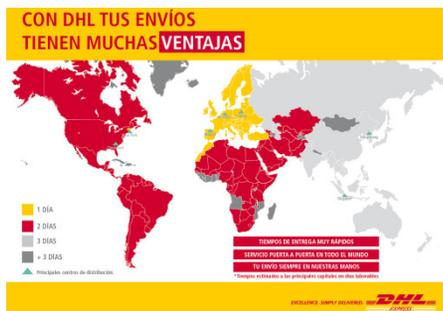 CON DHL TUS ENVÍOS
TIENEN MUCHAS VENTAJAS
1 DÍA
2 DÍAS
3 DÍAS
+ 3 DÍAS
Principales centros de distribución.
TIEMPOS DE ENTREGA MUY RÁPIDOS
SERVICIO PUERTA A PUERTA EN TODO EL MUNDO
TU ENVÍO SIEMPRE EN NUESTRAS MANOS
*Tiempos estimados a las principales capitales en días laborables
EXCELLENCE. SIMPLY DELIVERED.
DHL
EXPRESS